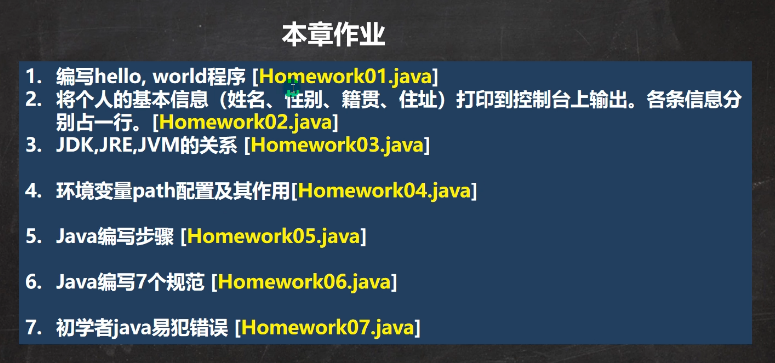 本章作业
1. 编写hello, world程序 [Homework01.java]
2. 将个人的基本信息（姓名、性别、籍贯、住址）打印到控制台上输出。各条信息分
别占一行。[Homework02.java]
3. JDK,JRE,JVM的关系 [Homework03.java]
4. 环境变量path配置及其作用[Homework04.java]
5. Java编写步骤 [Homework05.java]
6. Java编写7个规范 [Homework06.java]
7. 初学者java易犯错误 [Homework07.java]